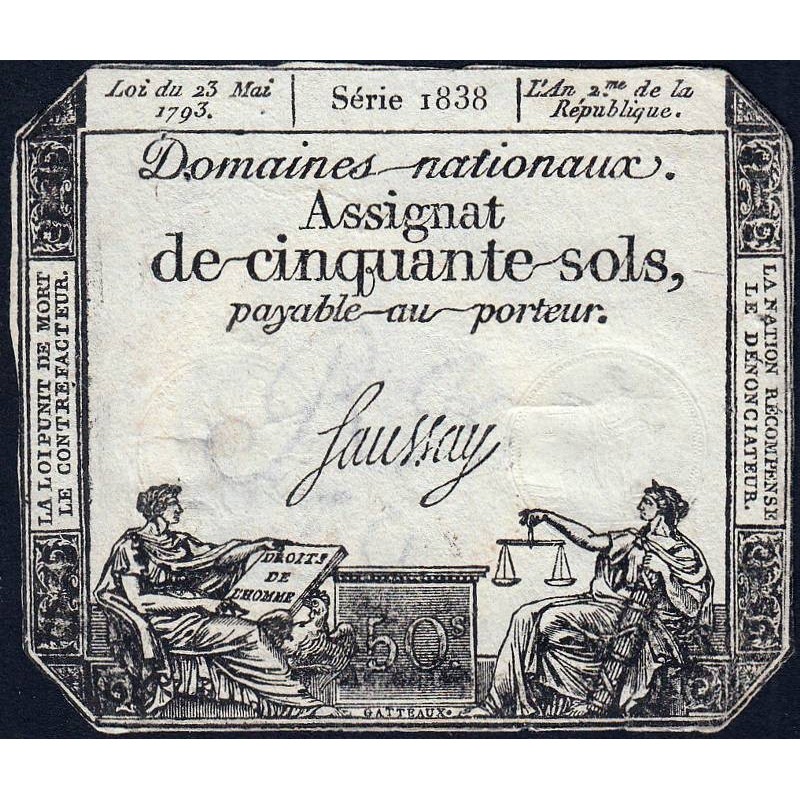 Loi du 23 Mai
1793.
Série 1838
L'An 2.me de la
République.
Domaines nationaux.
Assignat
de cinquante sols,
payable au porteur.
LA LOI PUNIT DE MORT
LE CONTREFACTEUR.
LA NATION RÉCOMPENSE
LE DÉNONCIATEUR.
Saussay
DROITS
DE
L'HOMME
50.s
GATTEAUX.